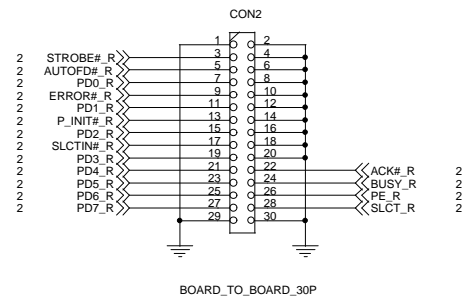 CON2
1 2
2 STROBE#_R 3 4
2 AUTOFD#_R 5 6
2 PD0_R 7 8
2 ERROR#_R 9 10
2 PD1_R 11 12
2 P_INIT#_R 13 14
2 PD2_R 15 16
2 SLCTIN#_R 17 18
2 PD3_R 19 20
2 PD4_R 21 22 ACK#_R 2
2 PD5_R 23 24 BUSY_R 2
2 PD6_R 25 26 PE_R 2
2 PD7_R 27 28 SLCT_R 2
29 30
BOARD_TO_BOARD_30P